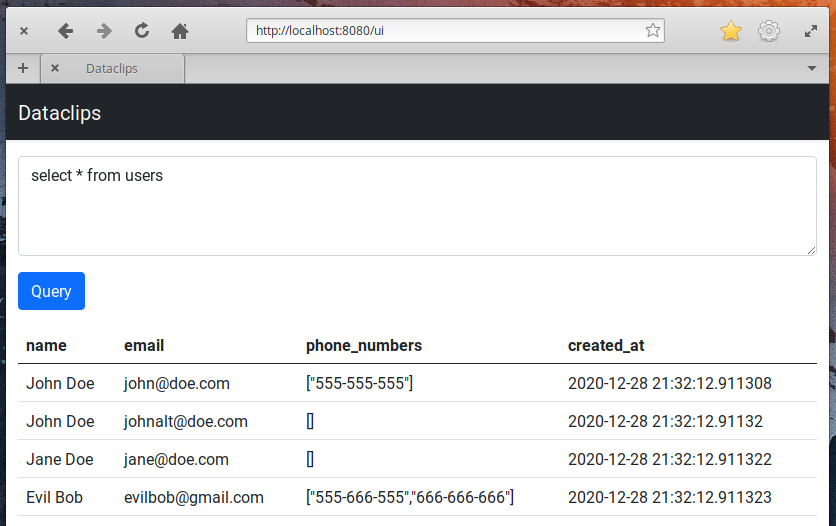 http://localhost:8080/ui
Dataclips
Dataclips
select * from users
Query
name email phone_numbers created_at
John Doe john@doe.com ["555-555-555"] 2020-12-28 21:32:12.911308
John Doe johnalt@doe.com [] 2020-12-28 21:32:12.91132
Jane Doe jane@doe.com [] 2020-12-28 21:32:12.911322
Evil Bob evilbob@gmail.com ["555-666-555","666-666-666"] 2020-12-28 21:32:12.911323